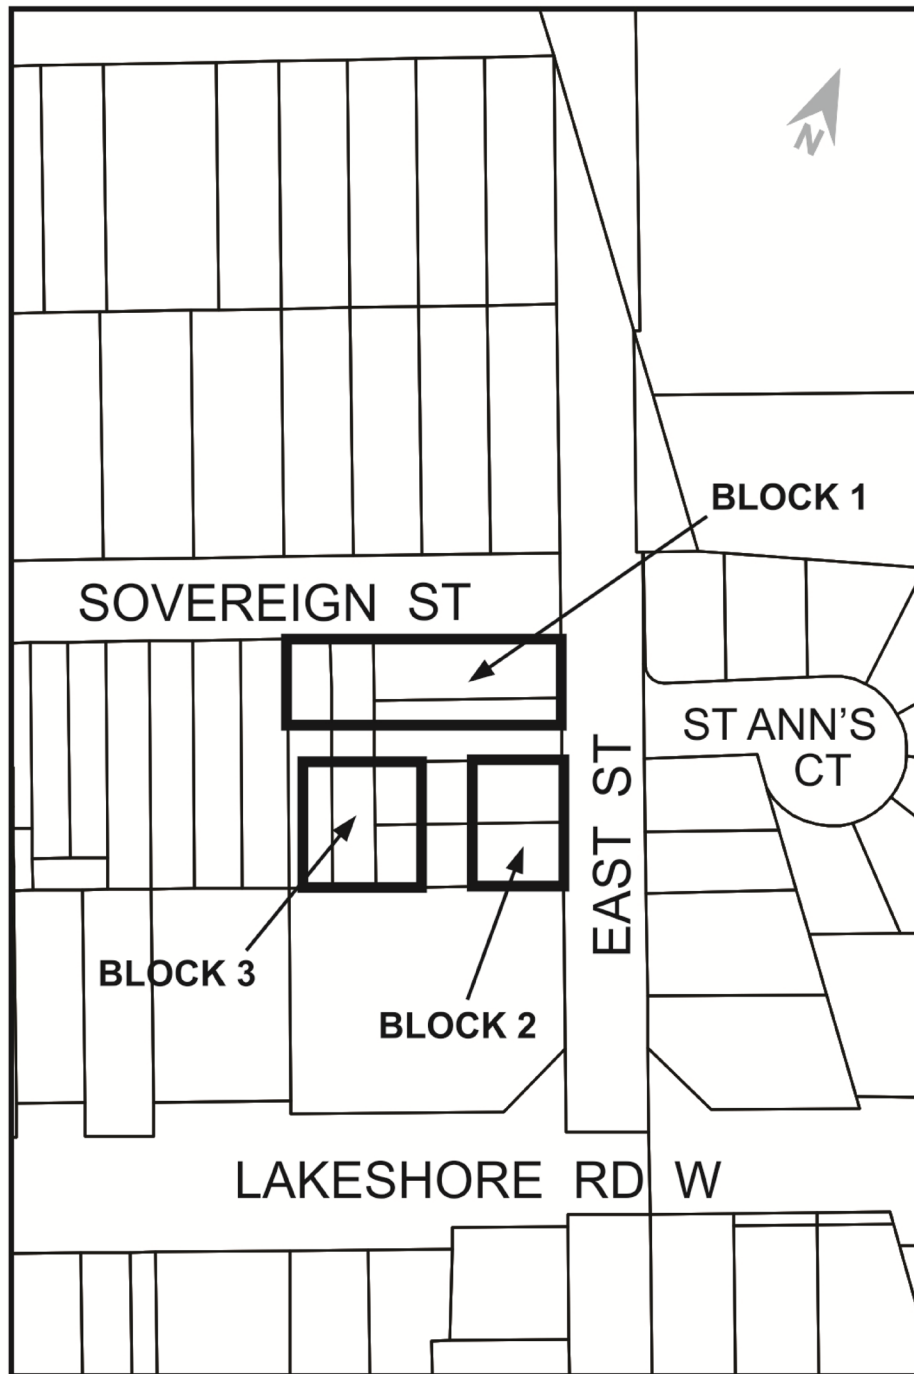 N
BLOCK 1
SOVEREIGN ST
ST ANN'S
CT
EAST ST
BLOCK 3
BLOCK 2
LAKESHORE RD W